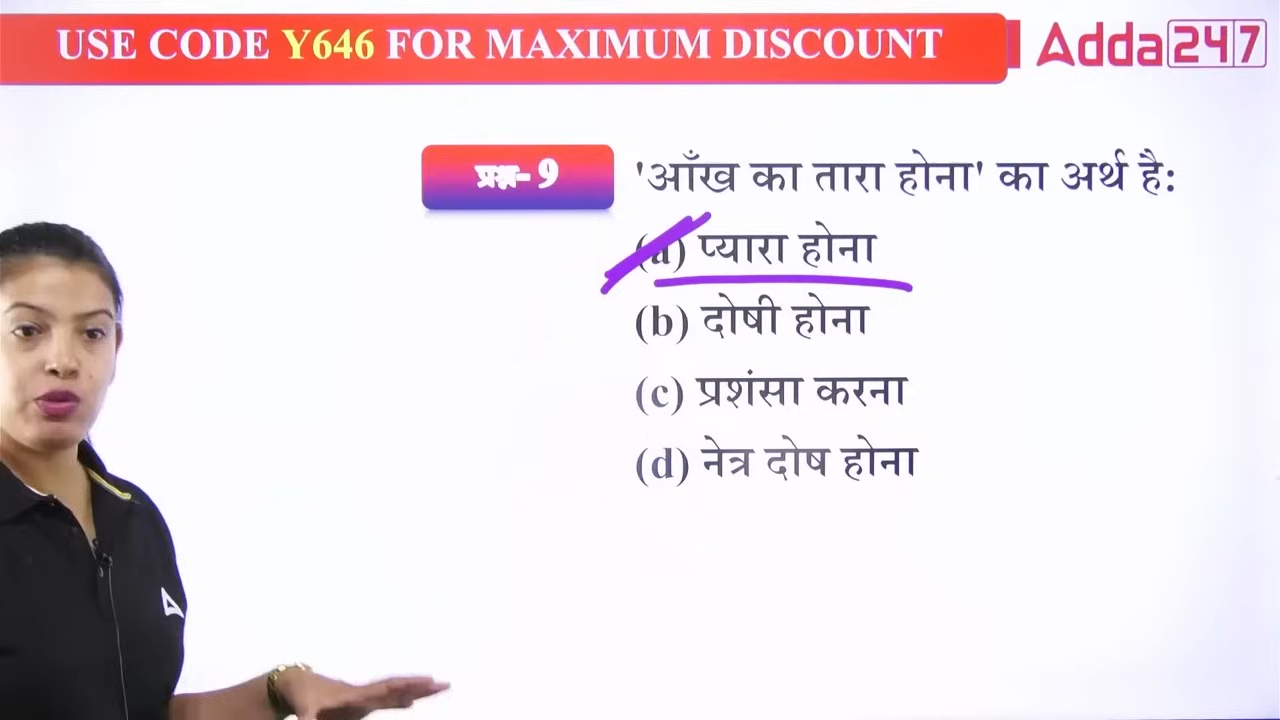 USE CODE Y646 FOR MAXIMUM DISCOUNT
Adda247
प्रश्न- 9
'आँख का तारा होना' का अर्थ है:
(a) प्यारा होना
(b) दोषी होना
(c) प्रशंसा करना
(d) नेत्र दोष होना